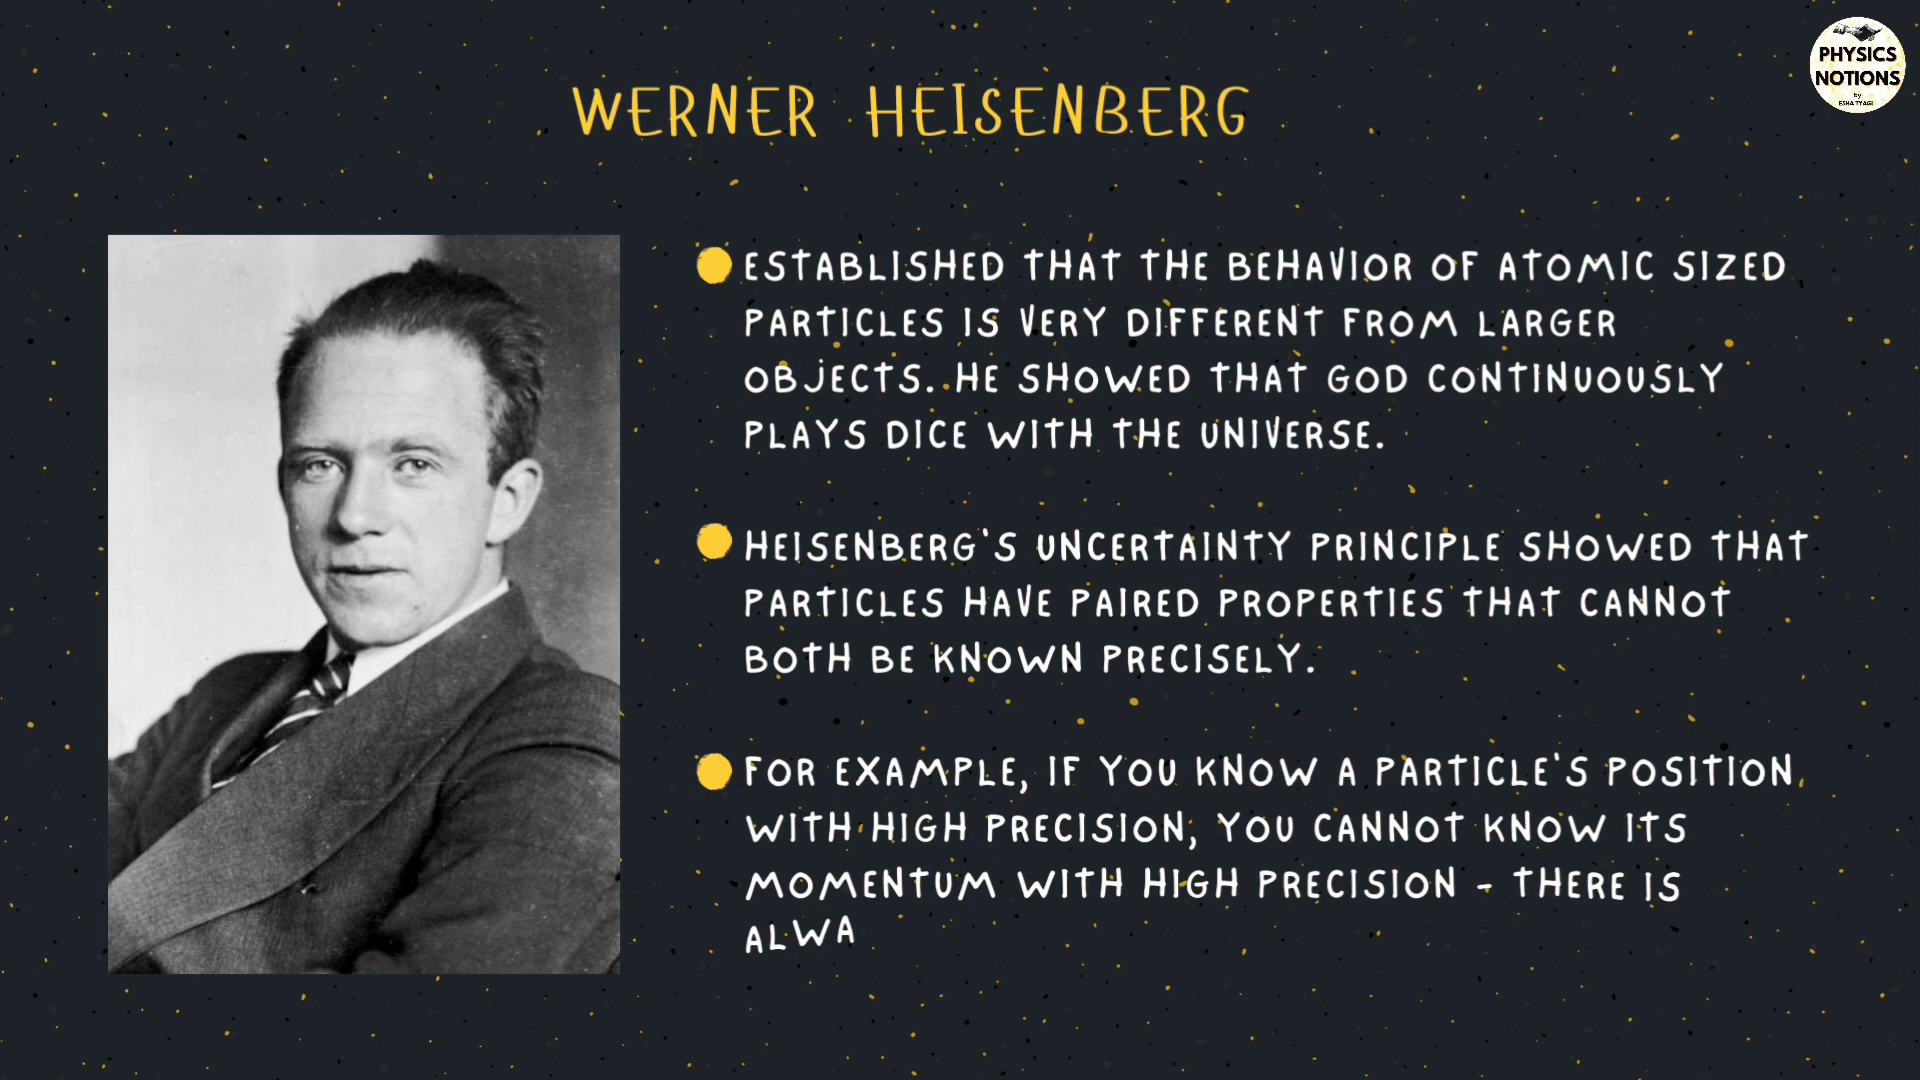 PHYSICS
NOTIONS
by
ESHA TYAGI
WERNER HEISENBERG
ESTABLISHED THAT THE BEHAVIOR OF ATOMIC SIZED
PARTICLES IS VERY DIFFERENT FROM LARGER
OBJECTS. HE SHOWED THAT GOD CONTINUOUSLY
PLAYS DICE WITH THE UNIVERSE.
HEISENBERG'S UNCERTAINTY PRINCIPLE SHOWED THAT
PARTICLES HAVE PAIRED PROPERTIES THAT CANNOT
BOTH BE KNOWN PRECISELY.
FOR EXAMPLE, IF YOU KNOW A PARTICLE'S POSITION
WITH HIGH PRECISION, YOU CANNOT KNOW ITS
MOMENTUM WITH HIGH PRECISION - THERE IS
ALWA